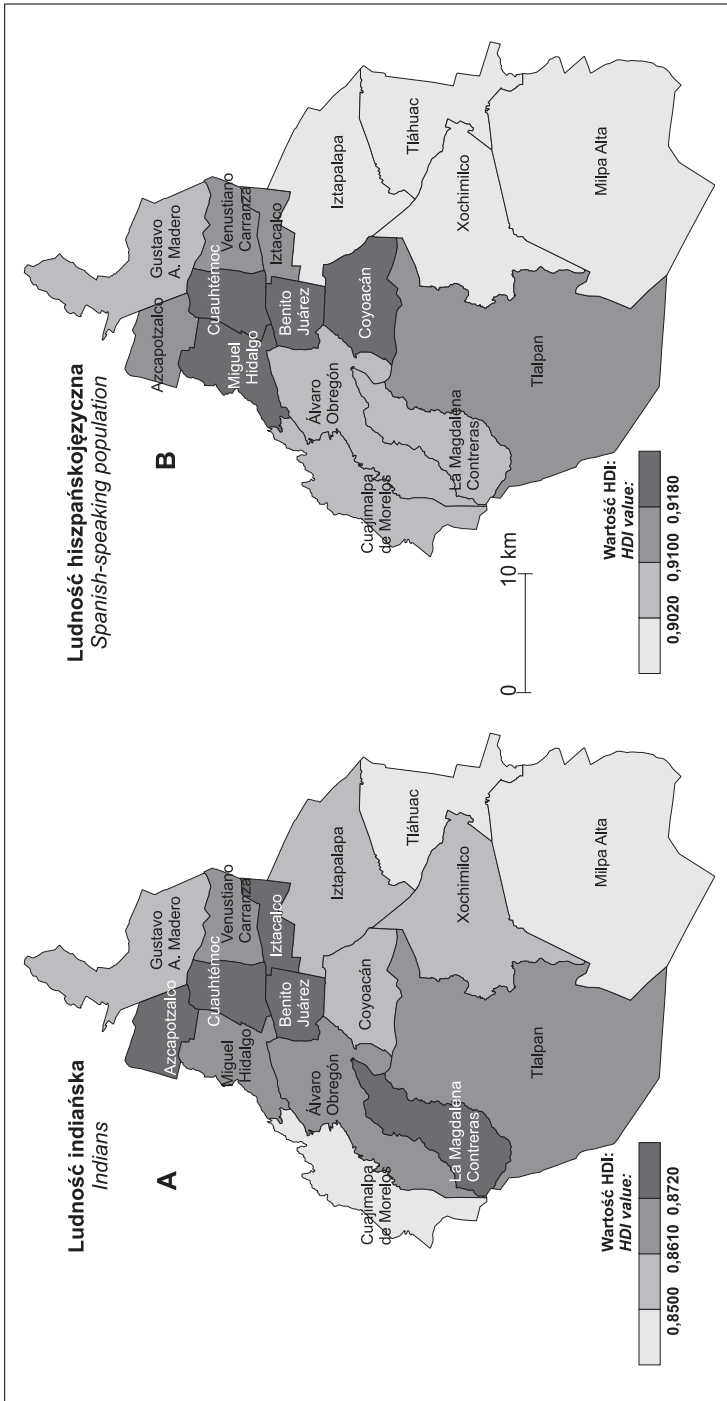 Ludność indiańska
Indians
A
Gustavo
A. Madero
Azcapotzalco
Venustiano
Carranza
Cuauhtémoc
Miguel
Hidalgo
Iztacalco
Benito
Juárez
Iztapalapa
Álvaro
Obregón
Coyoacán
Cuajimalpa
de Morelos
La Magdalena
Contreras
Tláhuac
Xochimilco
Tlalpan
Milpa Alta
Wartość HDI:
HDI value:
0,8500 0,8610 0,8720
0 10 km
Ludność hiszpańskojęzyczna
Spanish-speaking population
B
Gustavo
A. Madero
Azcapotzalco
Venustiano
Carranza
Cuauhtémoc
Miguel
Hidalgo
Iztacalco
Benito
Juárez
Iztapalapa
Álvaro
Obregón
Coyoacán
Cuajimalpa
de Morelos
La Magdalena
Contreras
Tláhuac
Xochimilco
Tlalpan
Milpa Alta
Wartość HDI:
HDI value:
0,9020 0,9100 0,9180